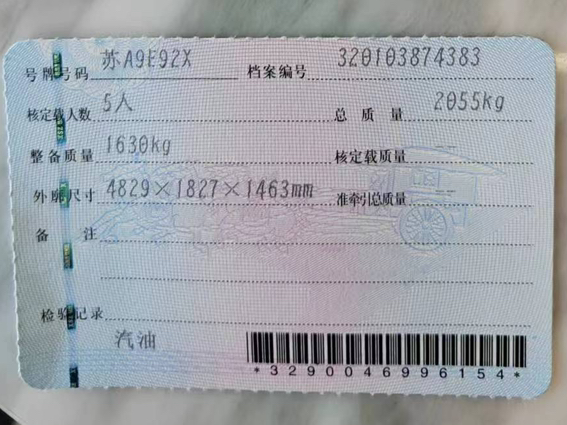 号牌号码 苏A9E92X 档案编号 320103874383
核定载人数 5人 总质量 2055kg
整备质量 1630kg 核定载质量 --
外廓尺寸 4829×1827×1463mm 准牵引总质量 --
备注
检验记录
汽油
*3290046996154*